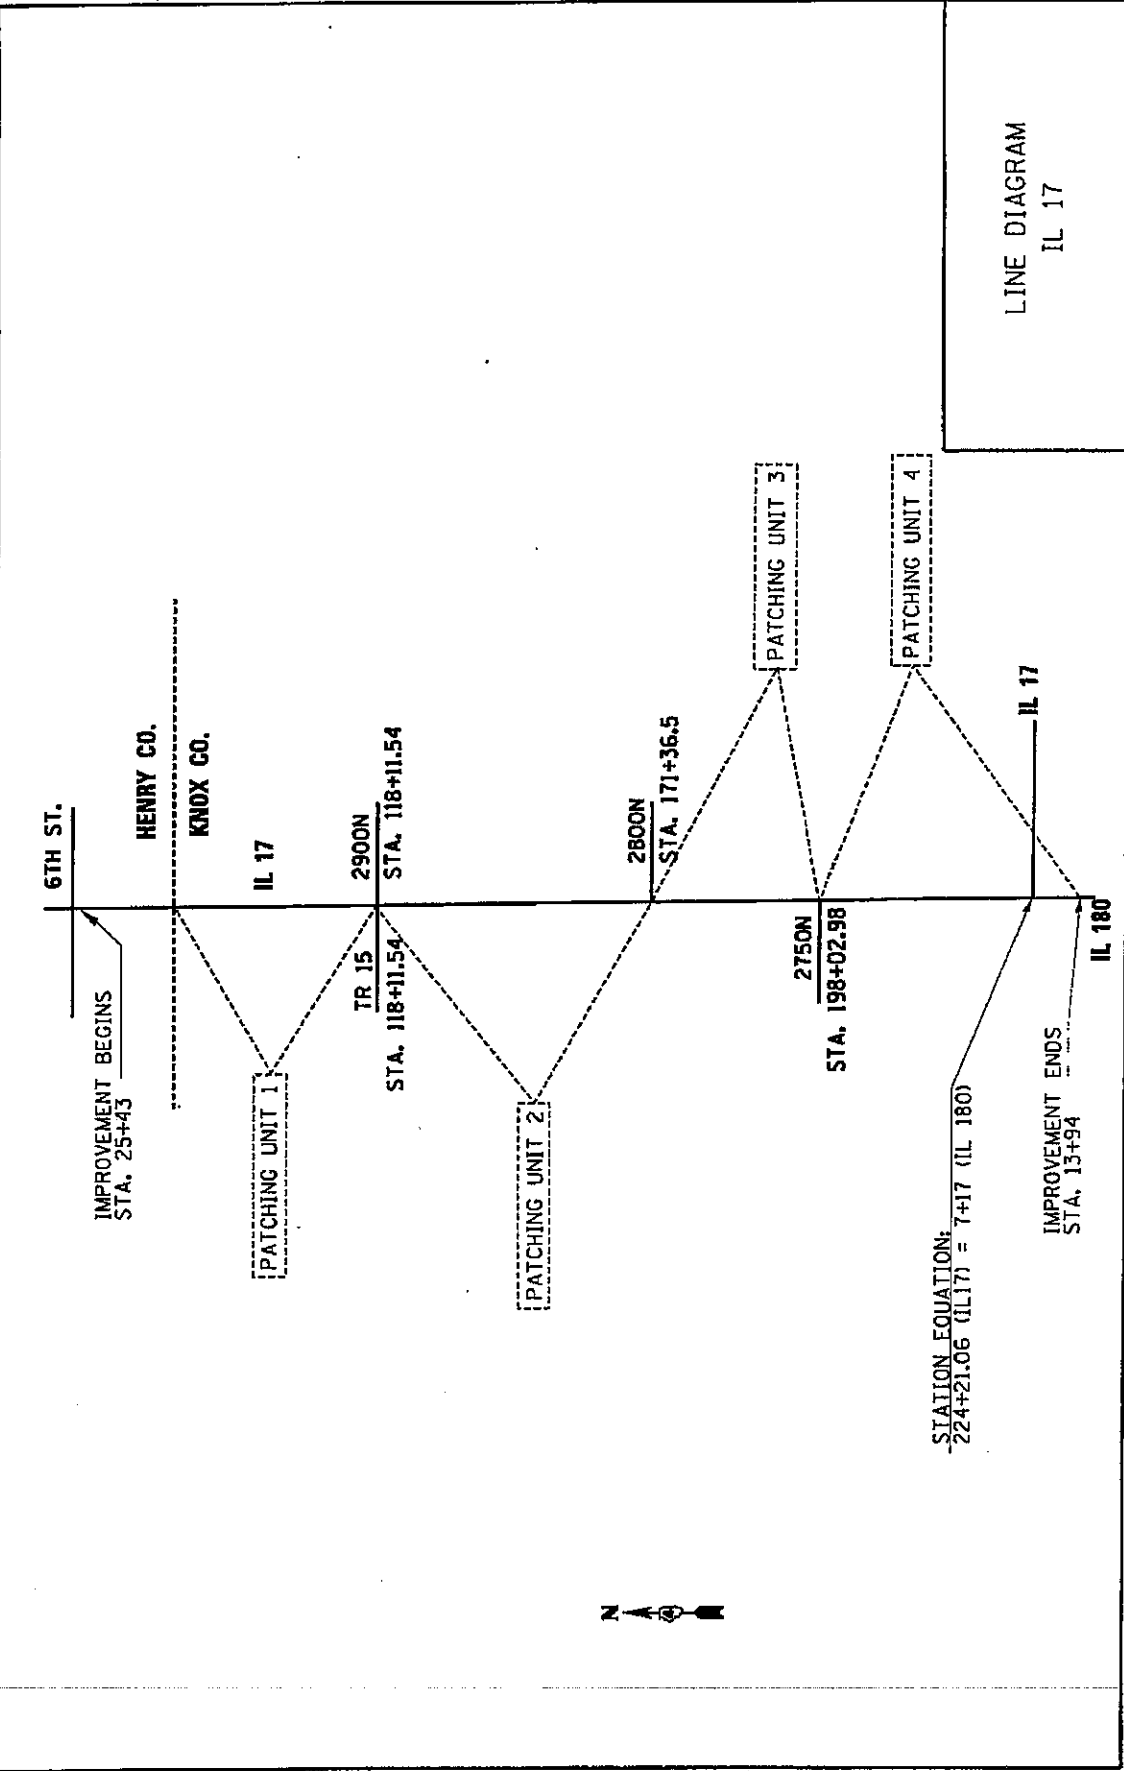 6TH ST.
IMPROVEMENT BEGINS
STA. 25+43
HENRY CO.
KNOX CO.
IL 17
PATCHING UNIT 1
TR 15
2900N
STA. 118+11.54
STA. 118+11.54
PATCHING UNIT 2
2800N
STA. 171+36.5
PATCHING UNIT 3
2750N
STA. 198+02.98
PATCHING UNIT 4
STATION EQUATION:
224+21.06 (IL17) = 7+17 (IL 180)
IL 17
IMPROVEMENT ENDS
STA. 13+94
IL 180
N
LINE DIAGRAM
IL 17